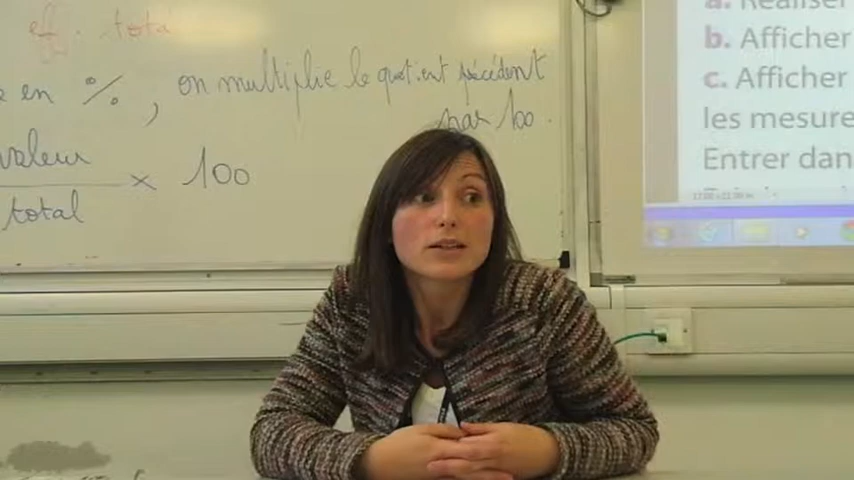 eff. total
e en %, on multiplie le quotient précédent
par 100.
valeur
total
× 100
a. Réaliser
b. Afficher
c. Afficher
les mesure
Entrer dan